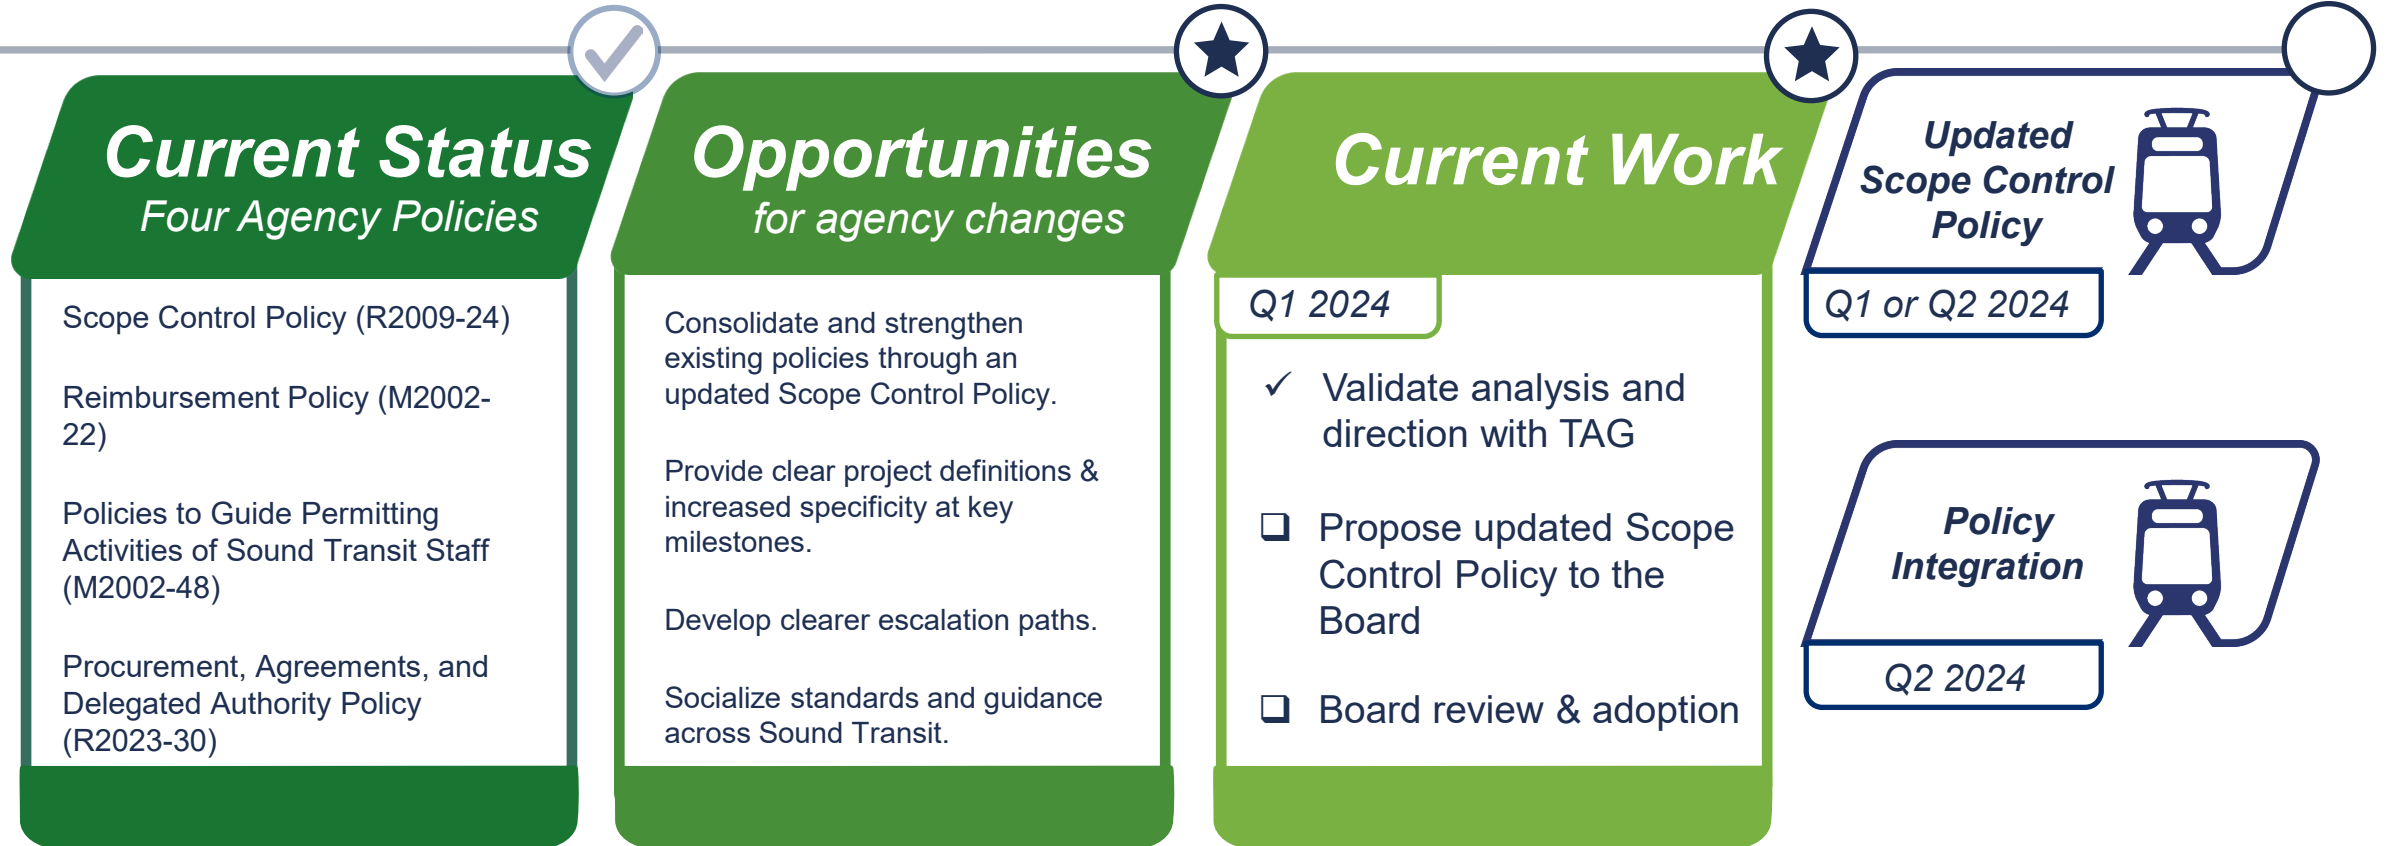 Current Status
Four Agency Policies
Scope Control Policy (R2009-24)
Reimbursement Policy (M2002-
22)
Policies to Guide Permitting
Activities of Sound Transit Staff
(M2002-48)
Procurement, Agreements, and
Delegated Authority Policy
(R2023-30)
Opportunities
for agency changes
Consolidate and strengthen
existing policies through an
updated Scope Control Policy.
Provide clear project definitions &
increased specificity at key
milestones.
Develop clearer escalation paths.
Socialize standards and guidance
across Sound Transit.
Current Work
Q1 2024
Validate analysis and
direction with TAG
Propose updated Scope
Control Policy to the
Board
Board review & adoption
Updated
Scope Control
Policy
Q1 or Q2 2024
Policy
Integration
Q2 2024